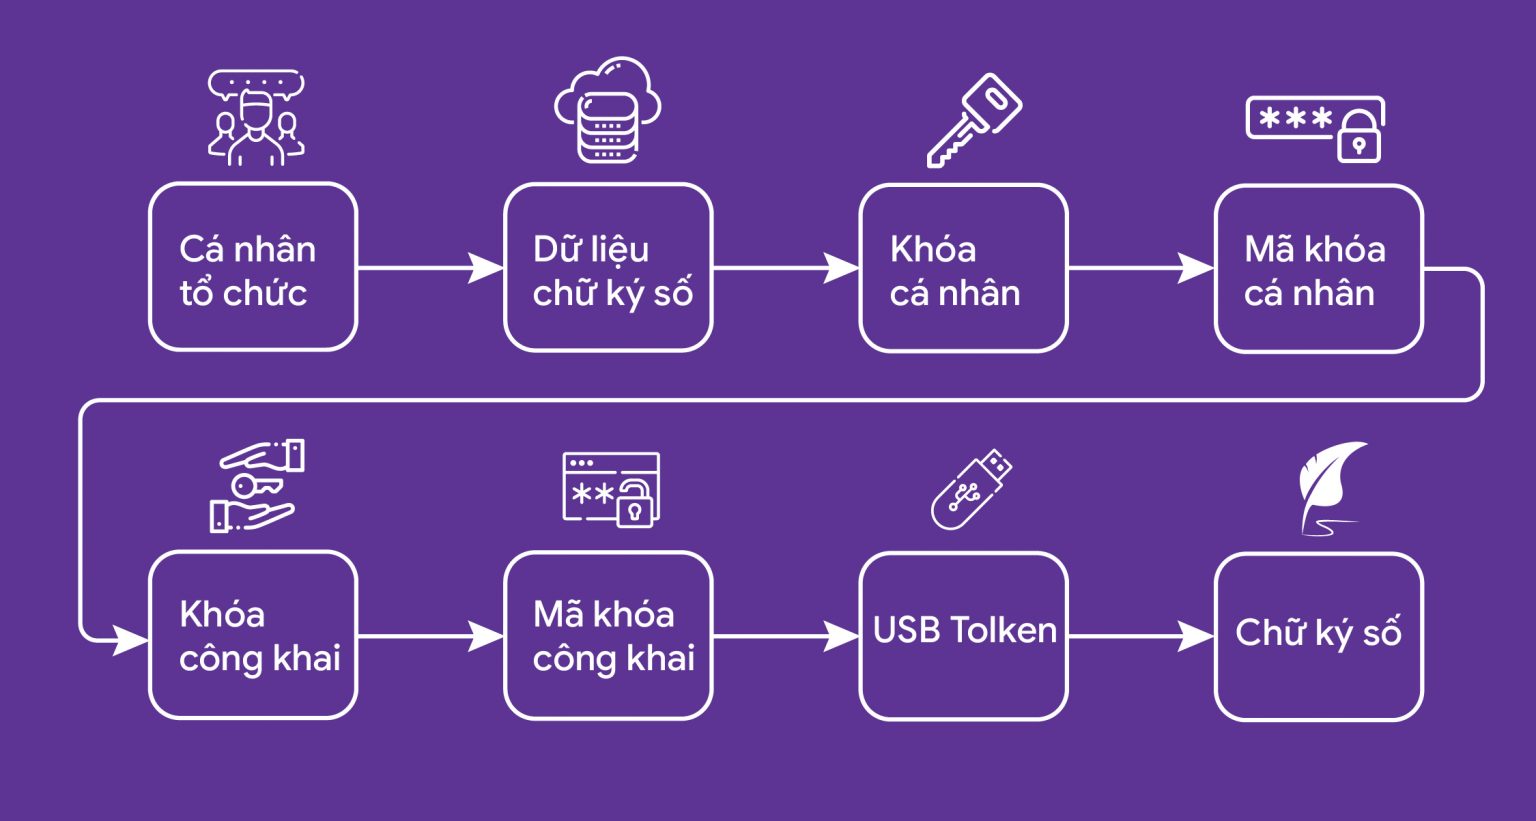 Cá nhân
tổ chức
Dữ liệu
chữ ký số
Khóa
cá nhân
Mã khóa
cá nhân
Khóa
công khai
Mã khóa
công khai
USB Tolken
Chữ ký số